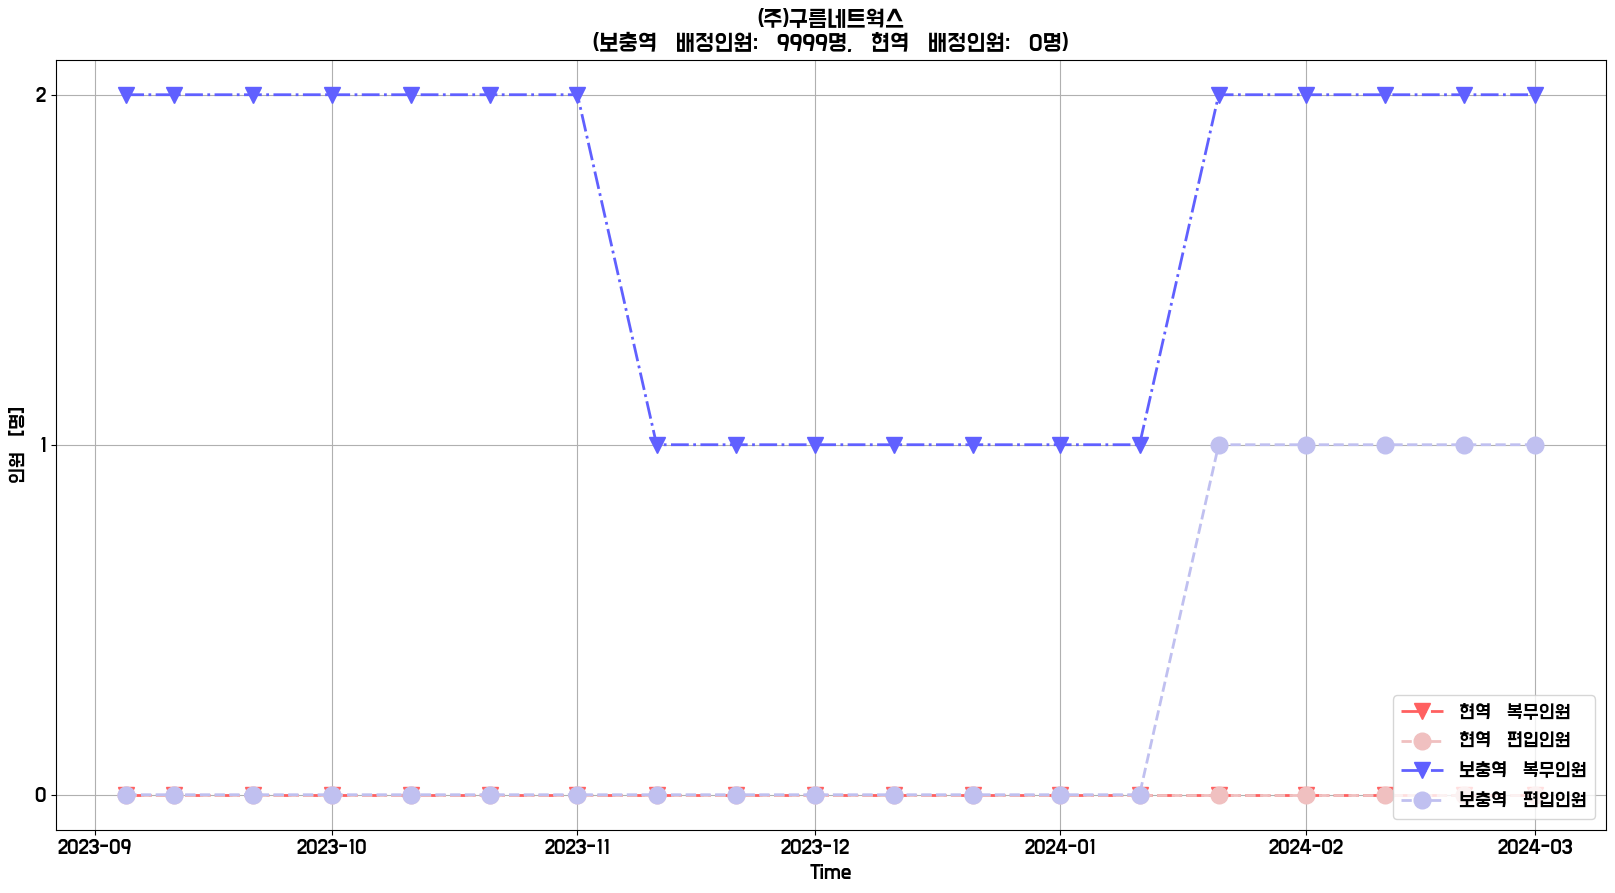 (주)구름네트웍스
(보충역 배정인원: 9999명, 현역 배정인원: 0명)
2
1
0
인원 [명]
2023-09 2023-10 2023-11 2023-12 2024-01 2024-02 2024-03
Time
현역 복무인원
현역 편입인원
보충역 복무인원
보충역 편입인원